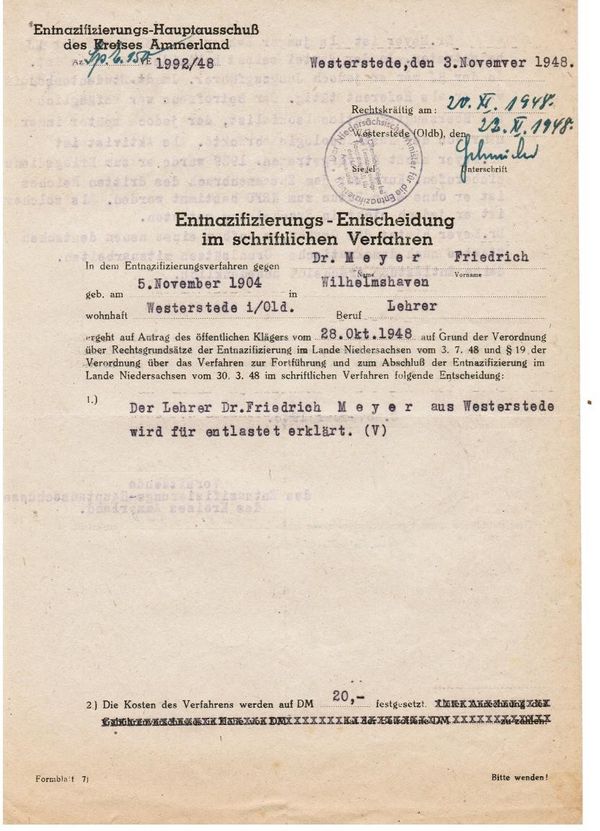 Entnazifizierungs-Hauptausschuß
des Kreises Ammerland
Az. Sp. E 1992/48
Westerstede, den 3.Novemver 1948.
Rechtskräftig am: 20. XI. 1948.
Westerstede (Oldb), den 23. XI. 1948.
Siegel
Unterschrift
Entnazifizierungs-Entscheidung
im schriftlichen Verfahren
In dem Entnazifizierungsverfahren gegen Dr. M e y e r Friedrich
Name Vorname
geb. am 5.November 1904 in Wilhelmshaven
wohnhaft Westerstede i/Old. Beruf Lehrer
ergeht auf Antrag des öffentlichen Klägers vom 28.Okt.1948 auf Grund der Verordnung
über Rechtsgrundsätze der Entnazifizierung im Lande Niedersachsen vom 3. 7. 48 und § 19 der
Verordnung über das Verfahren zur Fortführung und zum Abschluß der Entnazifizierung im
Lande Niedersachsen vom 30. 3. 48 im schriftlichen Verfahren folgende Entscheidung:
1.)
Der Lehrer Dr.Friedrich M e y e r aus Westerstede
wird für entlastet erklärt. (V)
2.) Die Kosten des Verfahrens werden auf DM 20,- festgesetzt.
Formblatt 7)
Bitte wenden!